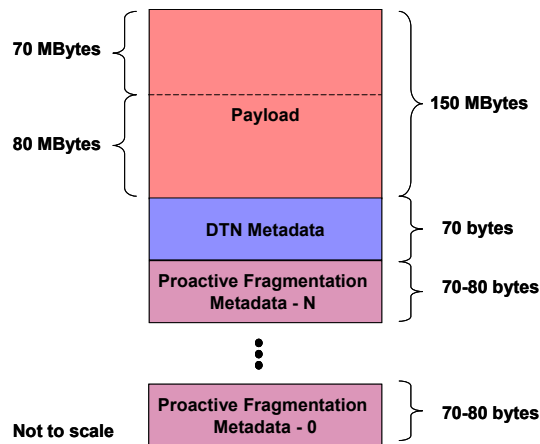 70 MBytes
80 MBytes
Payload
150 MBytes
DTN Metadata
70 bytes
Proactive Fragmentation
Metadata - N
70-80 bytes
Proactive Fragmentation
Metadata - 0
70-80 bytes
Not to scale